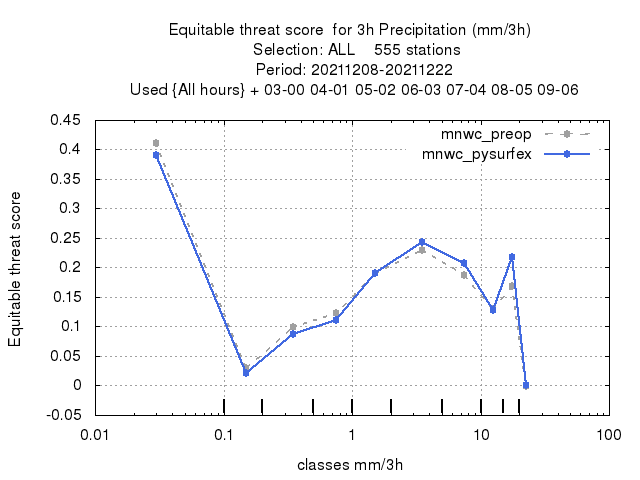 Equitable threat score  for 3h Precipitation (mm/3h)
Selection: ALL    555 stations
Period: 20211208-20211222
Used {All hours} + 03-00 04-01 05-02 06-03 07-04 08-05 09-06
mnwc_preop
mnwc_pysurfex
Equitable threat score
0.45
0.4
0.35
0.3
0.25
0.2
0.15
0.1
0.05
0
-0.05
0.01
0.1
1
10
100
classes mm/3h